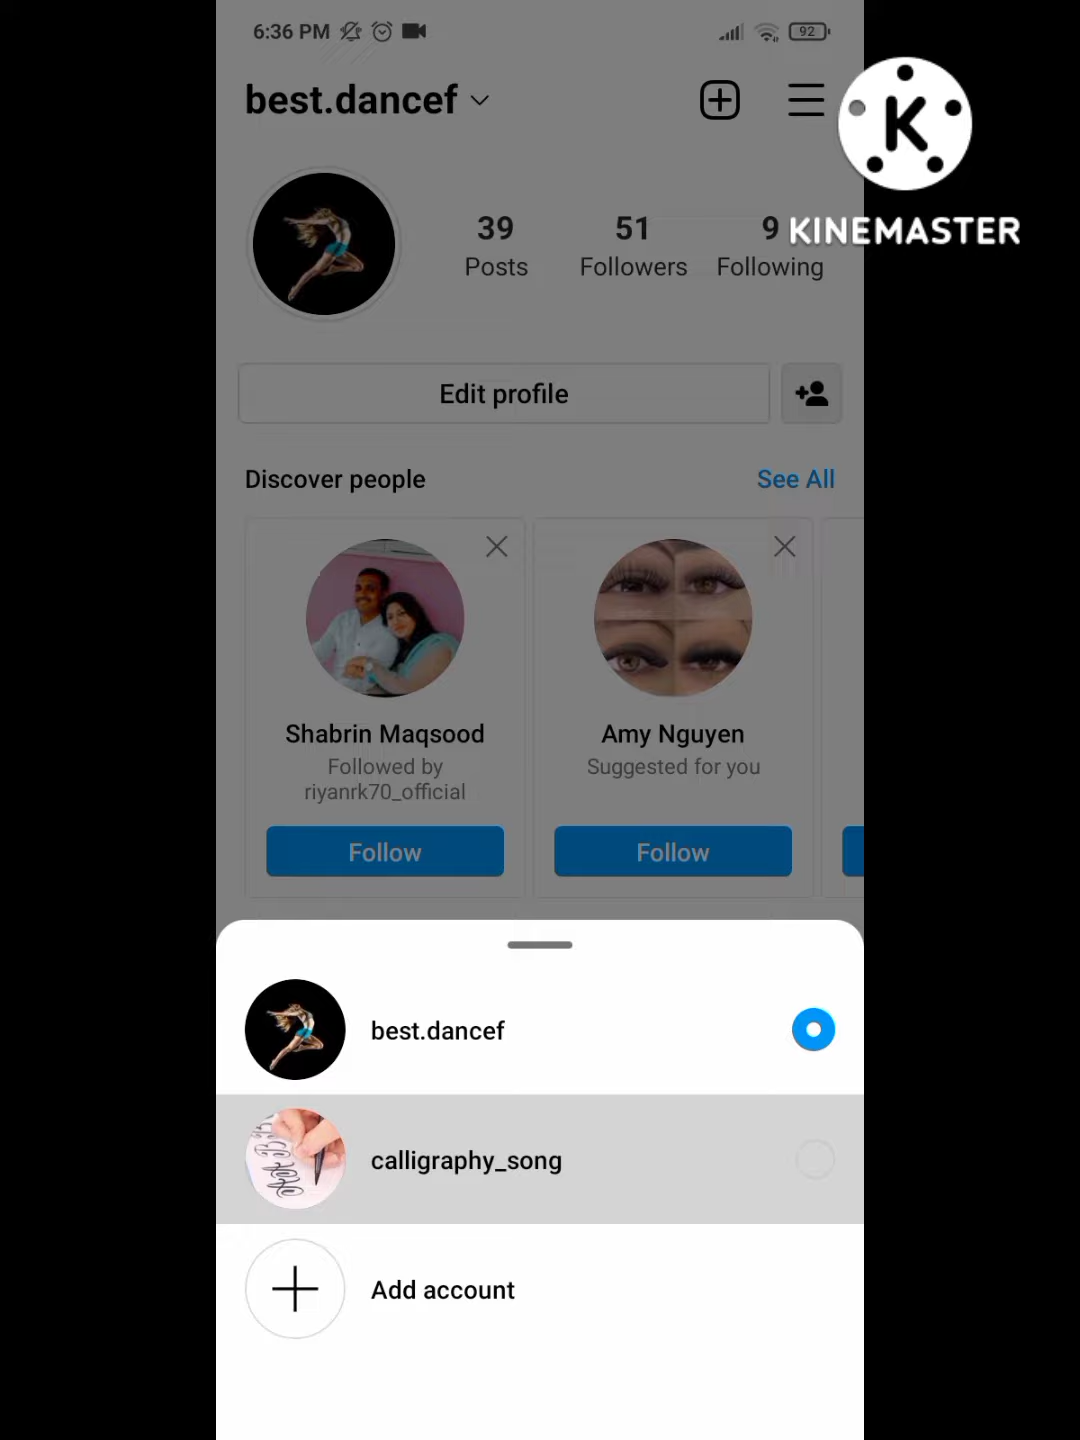 6:36 PM
92
best.dancef
K
KINEMASTER
39
Posts
51
Followers
9
Following
Edit profile
Discover people
See All
Shabrin Maqsood
Followed by
riyanrk70_official
Follow
Amy Nguyen
Suggested for you
Follow
best.dancef
calligraphy_song
Add account